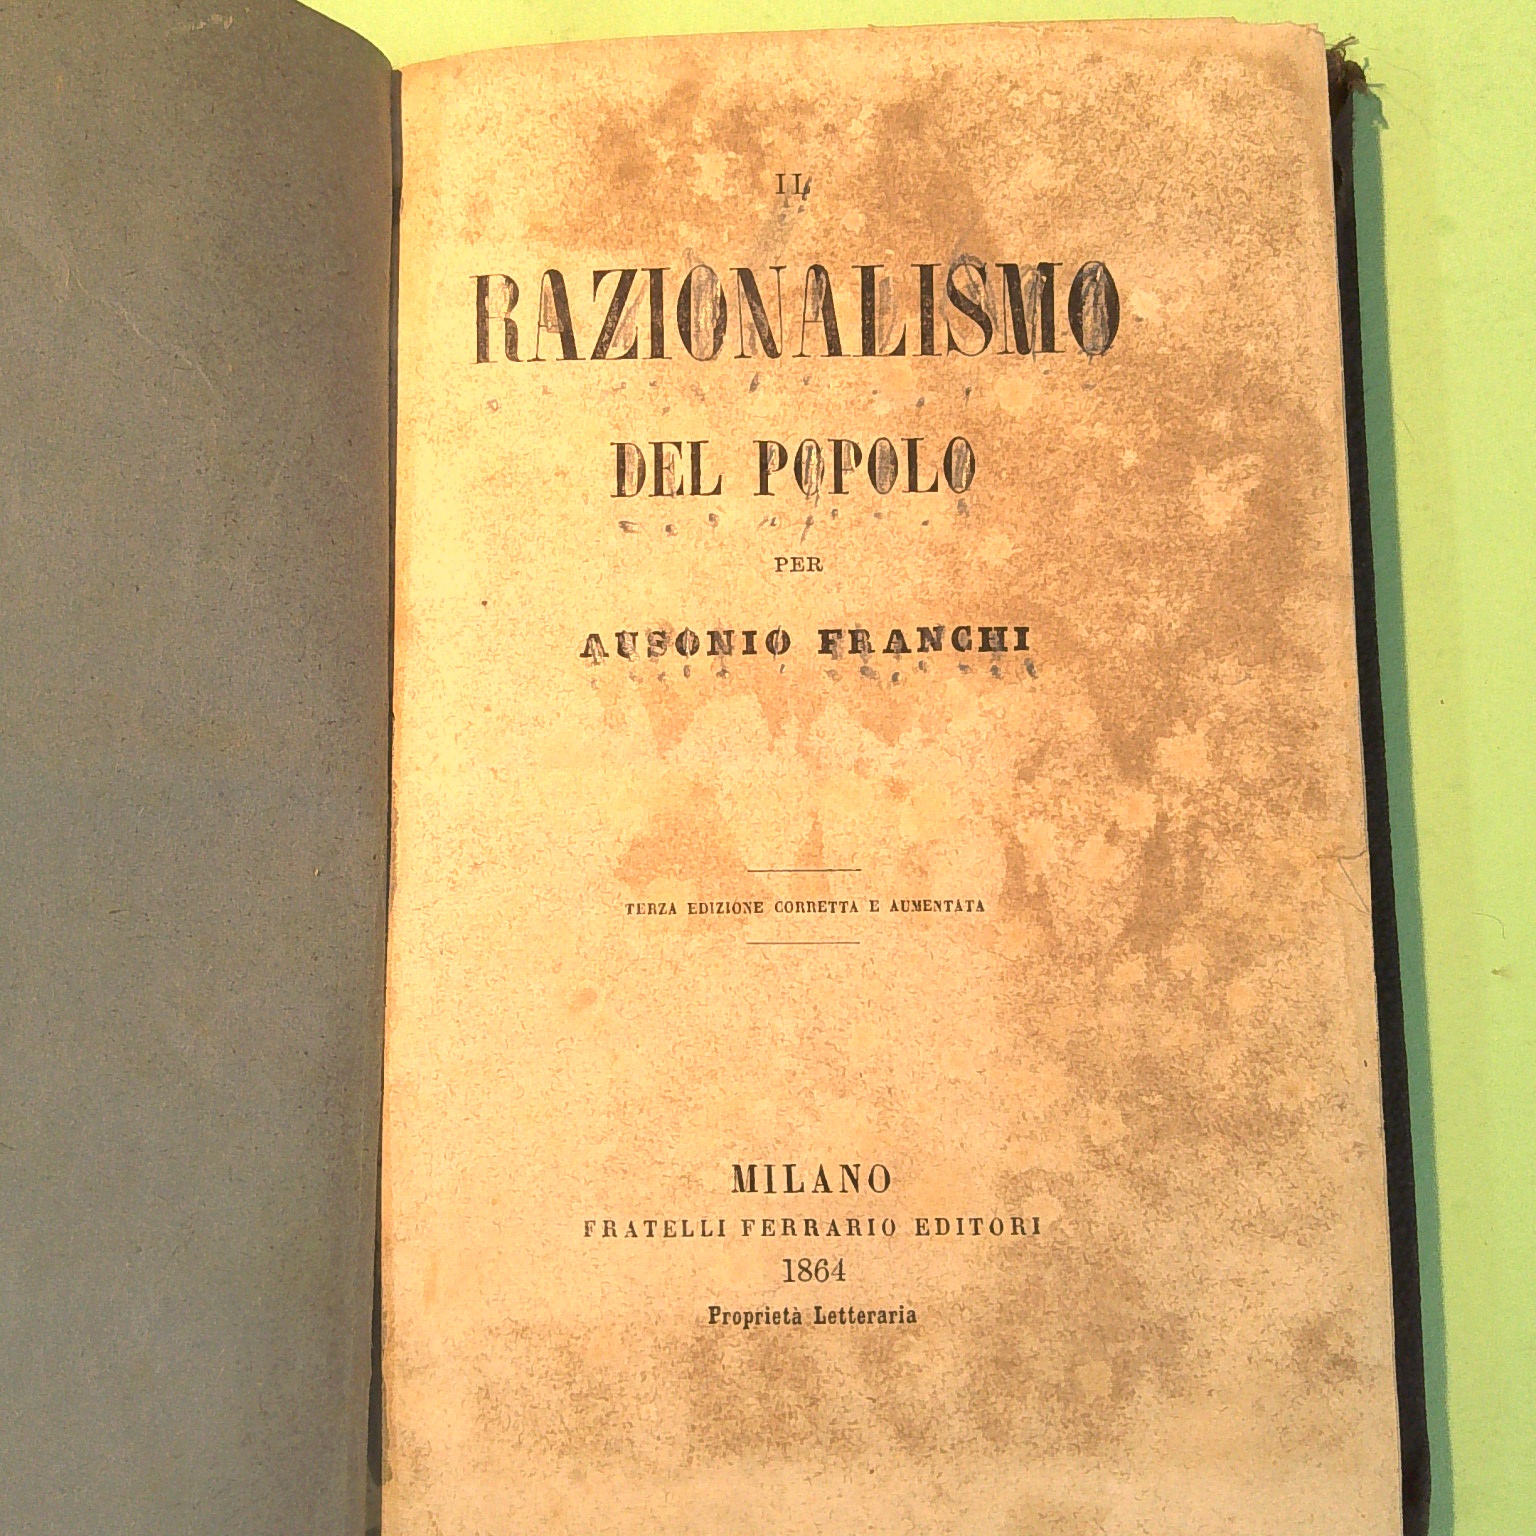 IL
RAZIONALISMO
DEL POPOLO
PER
AUSONIO FRANCHI
TERZA EDIZIONE CORRETTA E AUMENTATA
MILANO
FRATELLI FERRARIO EDITORI
1864
Proprietà Letteraria